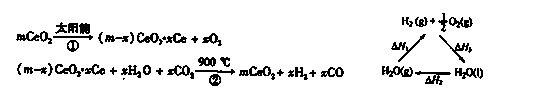 mCeO₂ 太阳能 ① (m-x)CeO₂·xCe + xO₂
(m-x)CeO₂·xCe + xH₂O + xCO₂ 900 ℃ ② mCeO₂ + xH₂ + xCO
H₂(g) + ½O₂(g)
ΔH₁ ΔH₃
H₂O(g) ΔH₂ H₂O(l)